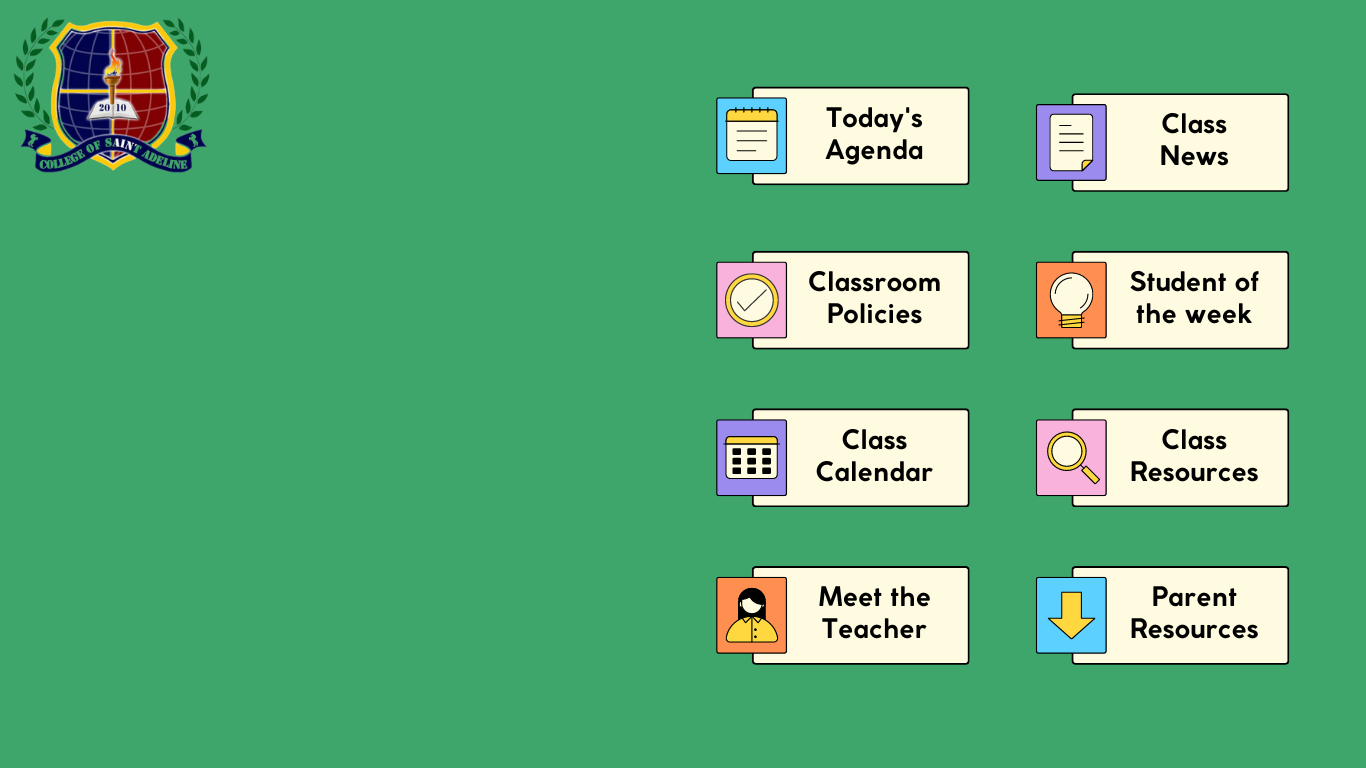 20 10
COLLEGE OF SAINT ADELINE
Today's
Agenda
Class
News
Classroom
Policies
Student of
the week
Class
Calendar
Class
Resources
Meet the
Teacher
Parent
Resources